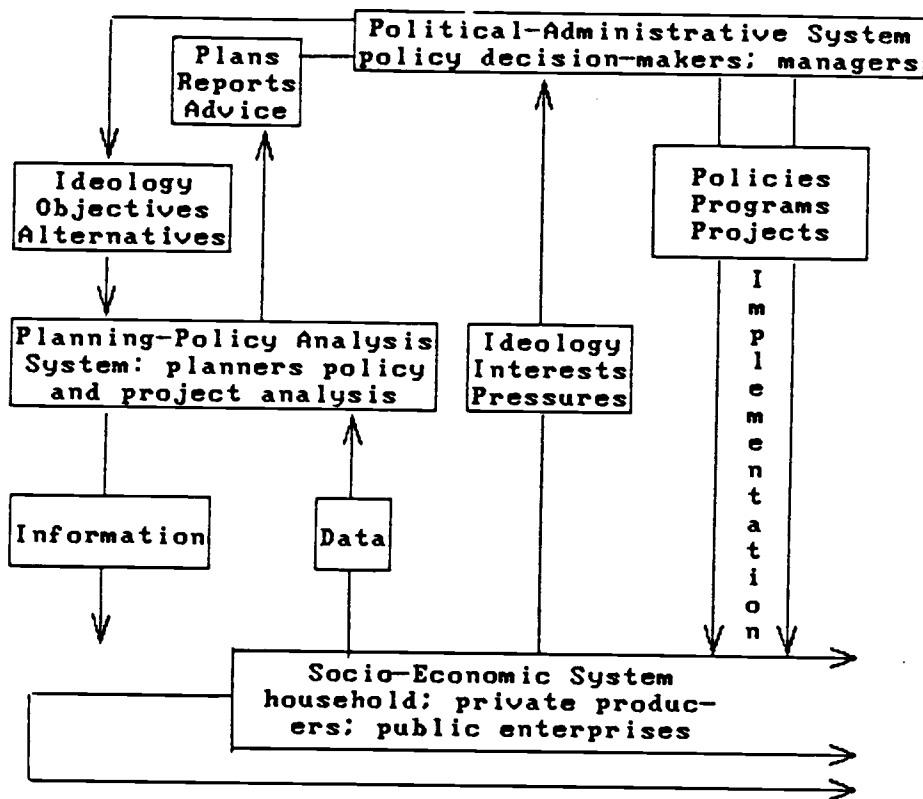 Political-Administrative System
policy decision-makers; managers
Plans
Reports
Advice
Ideology
Objectives
Alternatives
Policies
Programs
Projects
Implementation
Planning-Policy Analysis
System: planners policy
and project analysis
Ideology
Interests
Pressures
Information
Data
Socio-Economic System
household; private produc-
ers; public enterprises